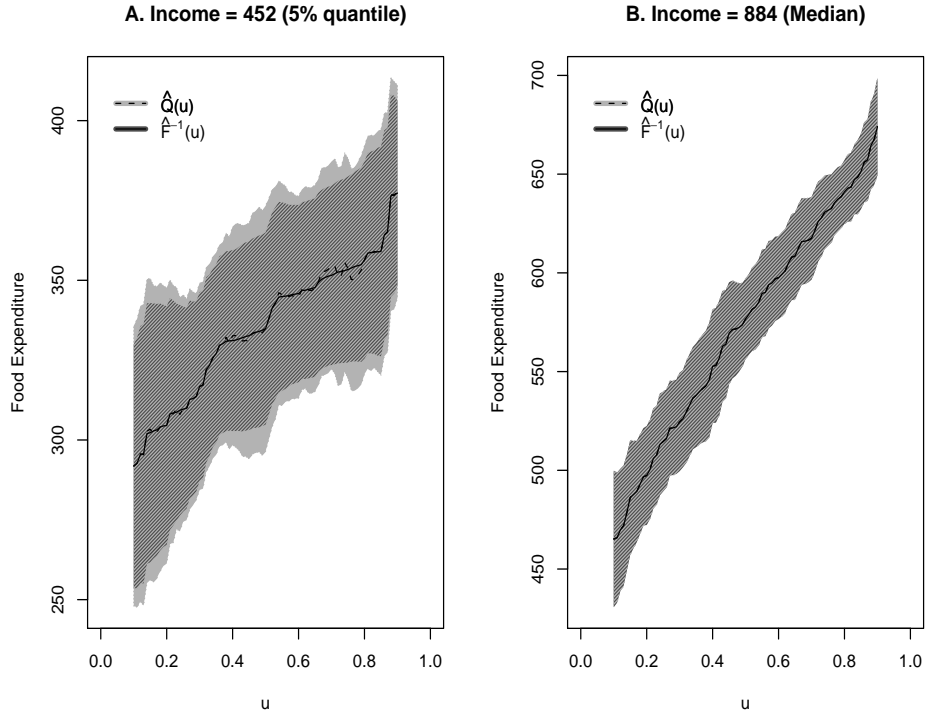 A. Income = 452 (5% quantile)
Q̂(u)
F̂⁻¹(u)
Food Expenditure
400
350
300
250
0.0 0.2 0.4 0.6 0.8 1.0
u
B. Income = 884 (Median)
Q̂(u)
F̂⁻¹(u)
Food Expenditure
700
650
600
550
500
450
0.0 0.2 0.4 0.6 0.8 1.0
u